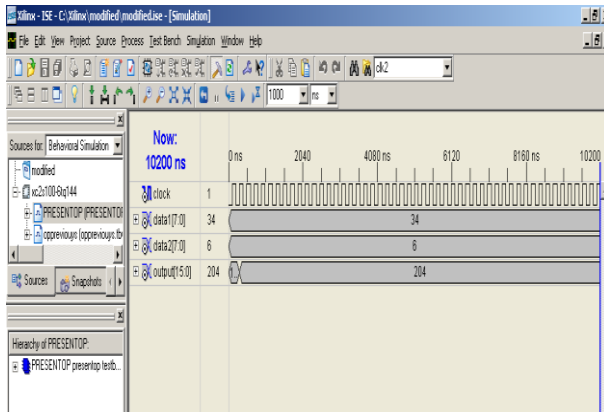 Xilinx - ISE - C:\Xilinx\modified\modified.ise - [Simulation]
File Edit View Project Source Process Test Bench Simulation Window Help
clk2
1000 ns
Sources for: Behavioral Simulation
modified
xc2s100-6tq144
PRESENTOP (PRESENTOP
opprevious
Sources Snapshots
Hierarchy of PRESENTOP:
PRESENTOP presentop testb...
Now:
10200 ns
0 ns 2040 4080 ns 6120 8160 ns 10200
clock 1
data1[7:0] 34 34
data2[7:0] 6 6
output[15:0] 204 1... 204